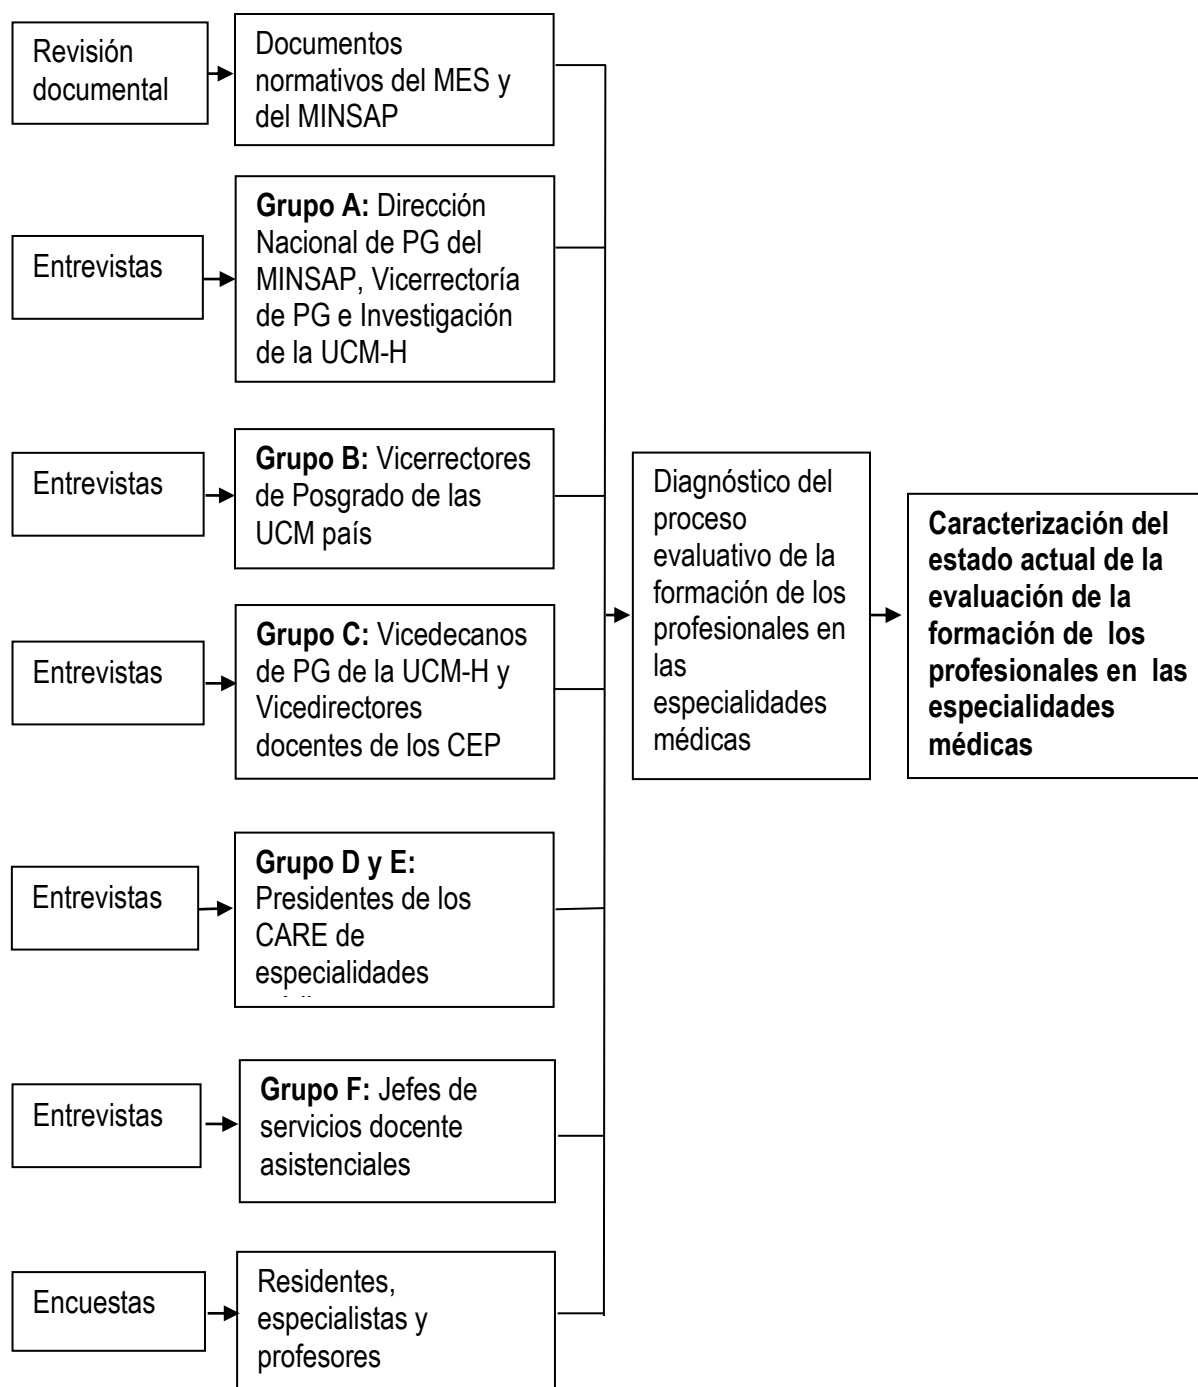 Revisión
documental
Documentos
normativos del MES y
del MINSAP
Entrevistas
Grupo A: Dirección
Nacional de PG del
MINSAP, Vicerrectoría
de PG e Investigación
de la UCM-H
Entrevistas
Grupo B: Vicerrectores
de Posgrado de las
UCM país
Entrevistas
Grupo C: Vicedecanos
de PG de la UCM-H y
Vicedirectores
docentes de los CEP
Entrevistas
Grupo D y E:
Presidentes de los
CARE de
especialidades
Entrevistas
Grupo F: Jefes de
servicios docente
asistenciales
Encuestas
Residentes,
especialistas y
profesores
Diagnóstico del
proceso
evaluativo de la
formación de los
profesionales en
las
especialidades
médicas
Caracterización del
estado actual de la
evaluación de la
formación de los
profesionales en las
especialidades
médicas